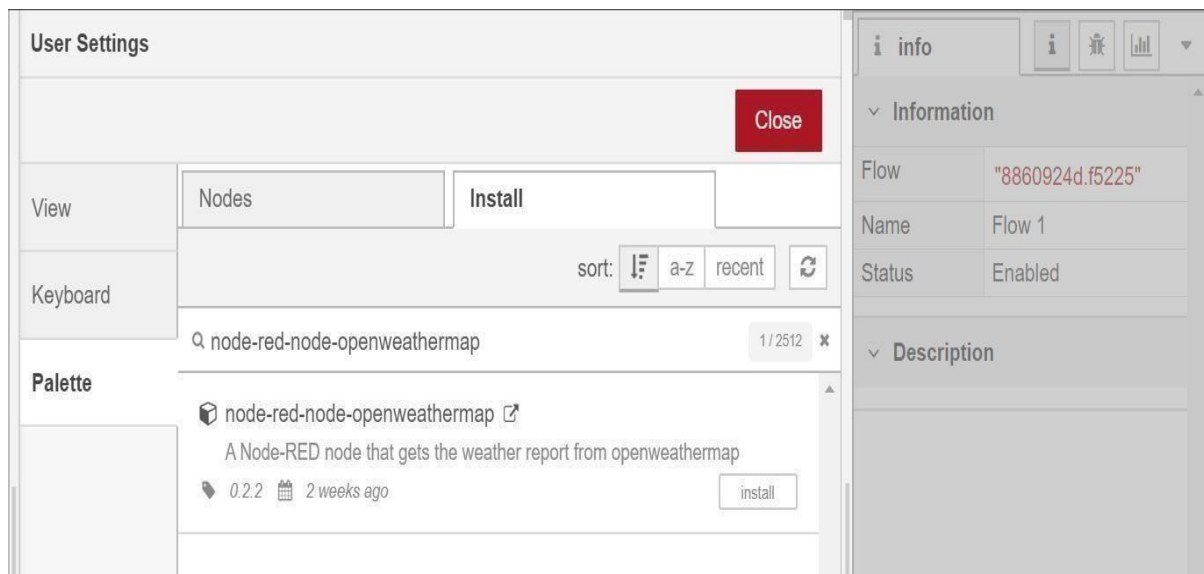 User Settings
Close
View
Keyboard
Palette
Nodes
Install
sort:
a-z
recent
node-red-node-openweathermap
1 / 2512
node-red-node-openweathermap
A Node-RED node that gets the weather report from openweathermap
0.2.2
2 weeks ago
install
info
Information
Flow
"8860924d.f5225"
Name
Flow 1
Status
Enabled
Description